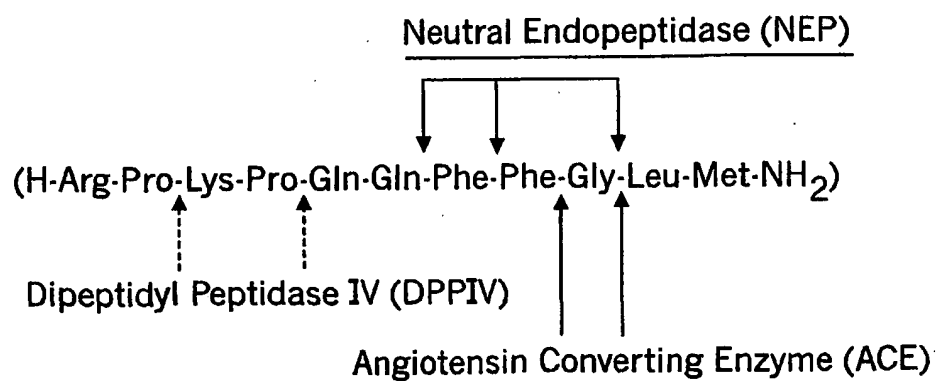 Neutral Endopeptidase (NEP)
(H-Arg-Pro-Lys-Pro-Gln-Gln-Phe-Phe-Gly-Leu-Met-NH2)
Dipeptidyl Peptidase IV (DPPIV)
Angiotensin Converting Enzyme (ACE)